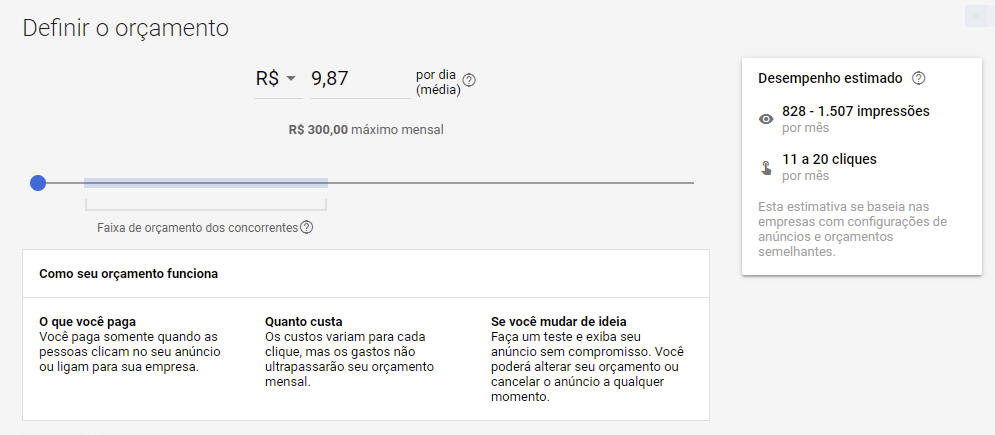 Definir o orçamento
R$ 9,87 por dia
(média)
R$ 300,00 máximo mensal
Faixa de orçamento dos concorrentes
Desempenho estimado
828 - 1.507 impressões
por mês
11 a 20 cliques
por mês
Esta estimativa se baseia nas
empresas com configurações de
anúncios e orçamentos
semelhantes.
Como seu orçamento funciona
O que você paga
Você paga somente quando as
pessoas clicam no seu anúncio
ou ligam para sua empresa.
Quanto custa
Os custos variam para cada
clique, mas os gastos não
ultrapassarão seu orçamento
mensal.
Se você mudar de ideia
Faça um teste e exiba seu
anúncio sem compromisso. Você
poderá alterar seu orçamento ou
cancelar o anúncio a qualquer
momento.